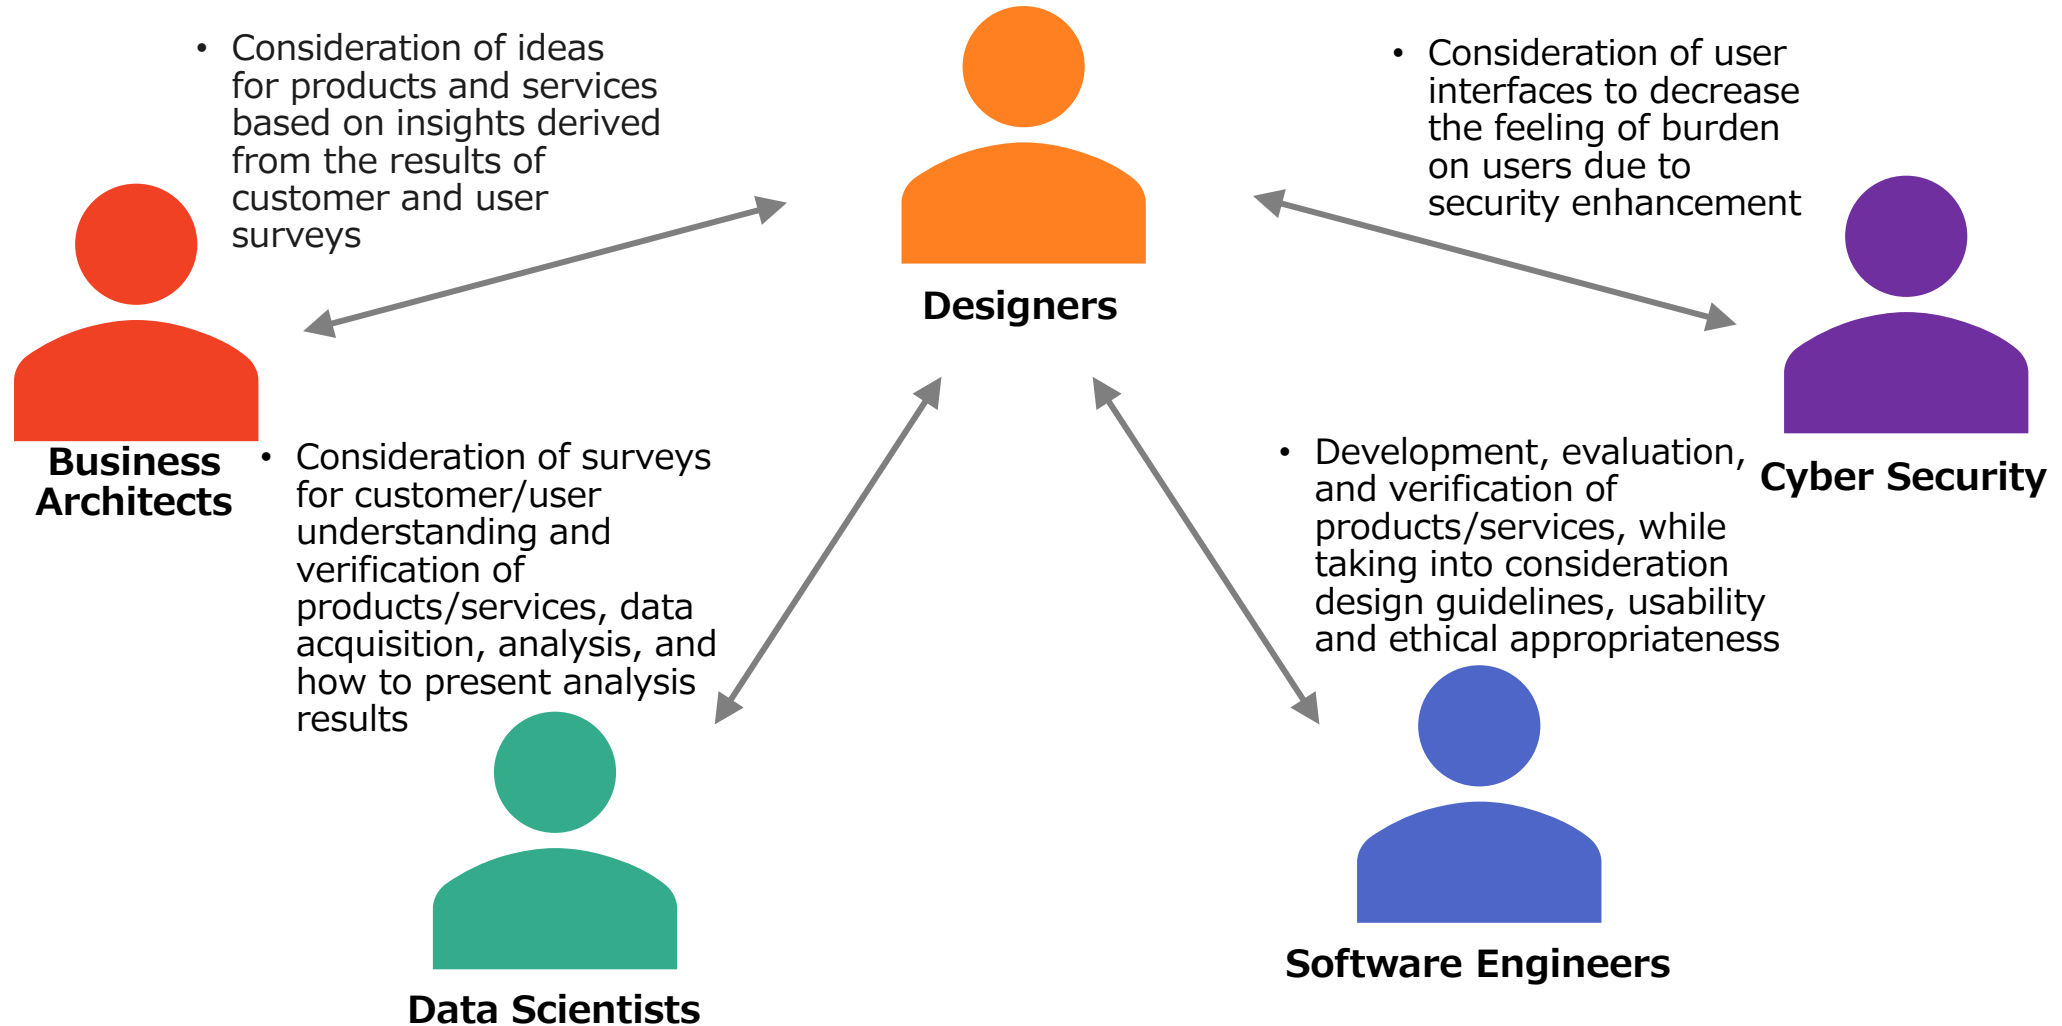 • Consideration of ideas
for products and services
based on insights derived
from the results of
customer and user
surveys
• Consideration of user
interfaces to decrease
the feeling of burden
on users due to
security enhancement
Designers
Business
Architects
Cyber Security
• Consideration of surveys
for customer/user
understanding and
verification of
products/services, data
acquisition, analysis, and
how to present analysis
results
• Development, evaluation,
and verification of
products/services, while
taking into consideration
design guidelines, usability
and ethical appropriateness
Data Scientists
Software Engineers